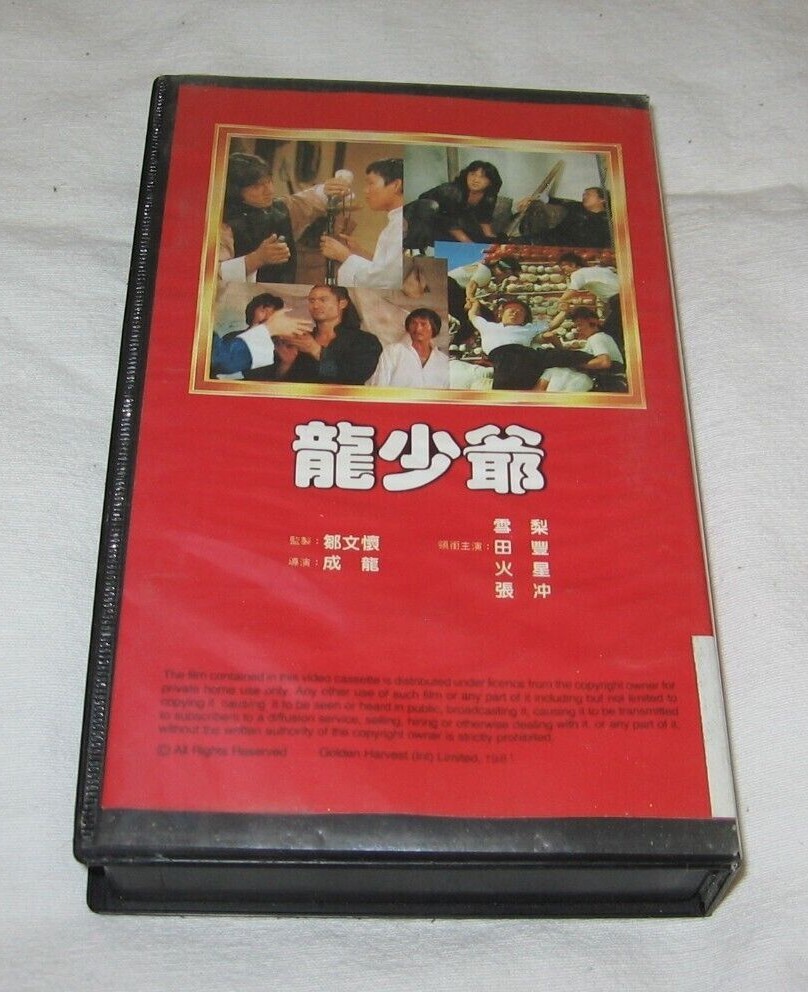 龍少爺
監製：鄒文懷
導演：成龍
領銜主演：雪梨
田豐
火星
張冲
The film contained in this video cassette is distributed under licence from the copyright owner for
private home use only. Any other use of such film or any part of it including but not limited to
copying it, causing it to be seen or heard in public, broadcasting it, causing it to be transmitted
to subscribers to a diffusion service, selling, hiring or otherwise dealing with it, or any part of it,
without the written authority of the copyright owner is strictly prohibited.
© All Rights Reserved Golden Harvest (Int) Limited,